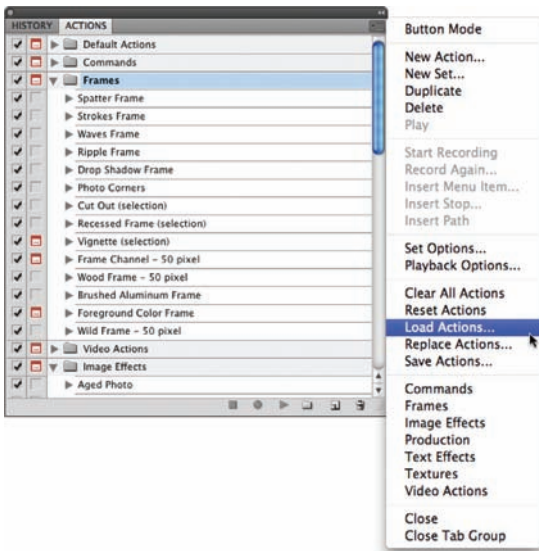 HISTORY ACTIONS
Default Actions
Commands
Frames
Spatter Frame
Strokes Frame
Waves Frame
Ripple Frame
Drop Shadow Frame
Photo Corners
Cut Out (selection)
Recessed Frame (selection)
Vignette (selection)
Frame Channel – 50 pixel
Wood Frame – 50 pixel
Brushed Aluminum Frame
Foreground Color Frame
Wild Frame – 50 pixel
Video Actions
Image Effects
Aged Photo
Button Mode
New Action...
New Set...
Duplicate
Delete
Play
Start Recording
Record Again...
Insert Menu Item...
Insert Stop...
Insert Path
Set Options...
Playback Options...
Clear All Actions
Reset Actions
Load Actions...
Replace Actions...
Save Actions...
Commands
Frames
Image Effects
Production
Text Effects
Textures
Video Actions
Close
Close Tab Group